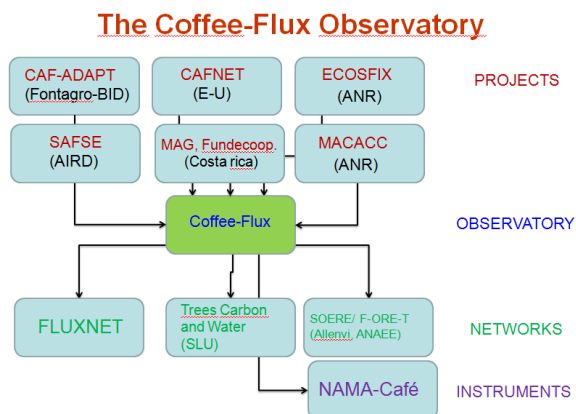 The Coffee-Flux Observatory
CAF-ADAPT
(Fontagro-BID)
CAFNET
(E-U)
ECOSFIX
(ANR)
PROJECTS
SAFSE
(AIRD)
MAG, Fundecoop.
(Costa rica)
MACACC
(ANR)
Coffee-Flux
OBSERVATORY
FLUXNET
Trees Carbon
and Water
(SLU)
SOERE/ F-ORE-T
(Allenvi, ANAEE)
NETWORKS
NAMA-Café
INSTRUMENTS